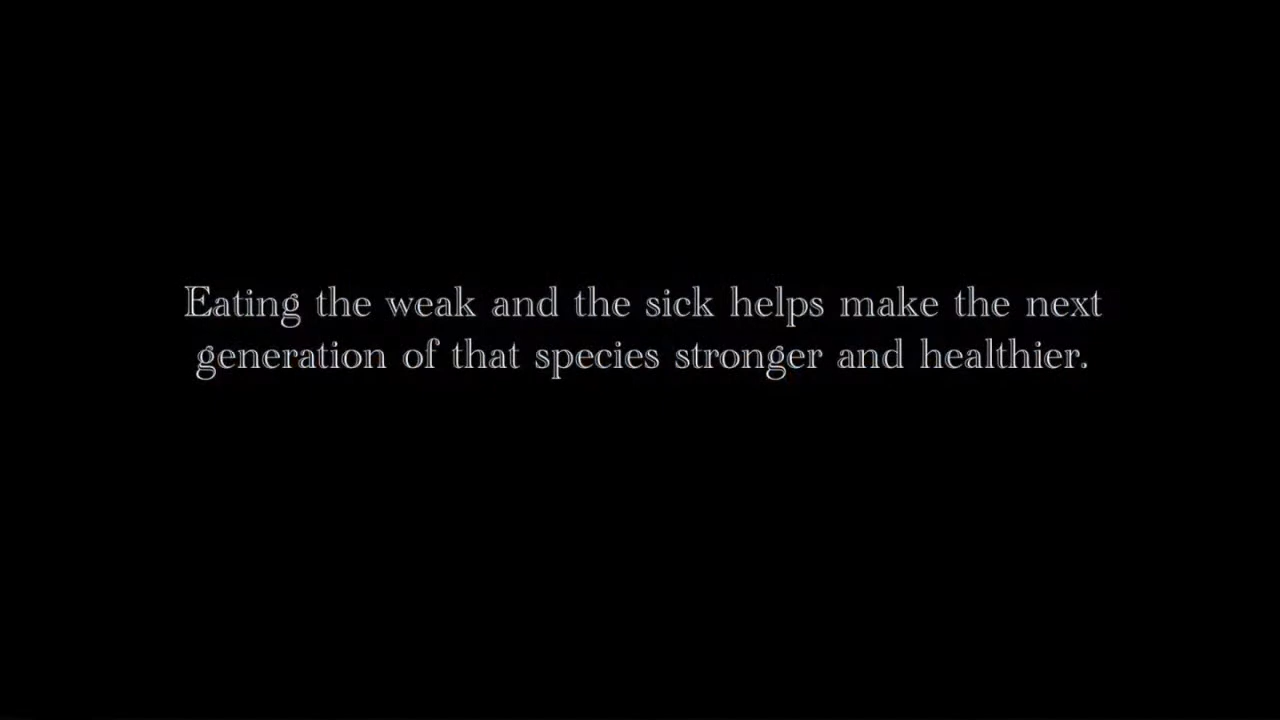 Eating the weak and the sick helps make the next
generation of that species stronger and healthier.